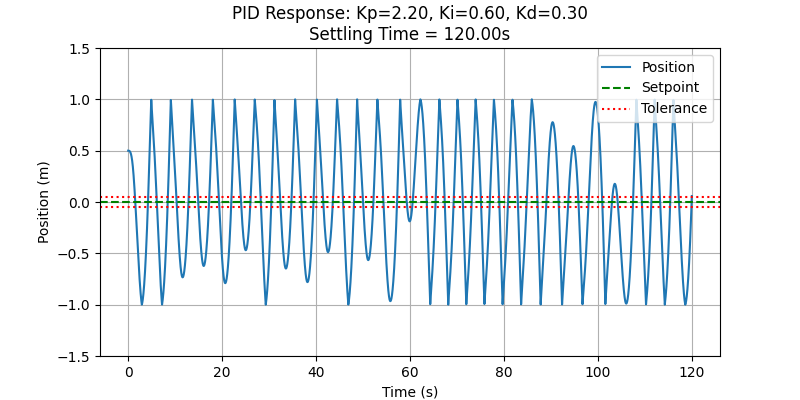 PID Response: Kp=2.20, Ki=0.60, Kd=0.30
Settling Time = 120.00s
Position
Setpoint
Tolerance
1.5
1.0
0.5
0.0
−0.5
−1.0
−1.5
Position (m)
0
20
40
60
80
100
120
Time (s)